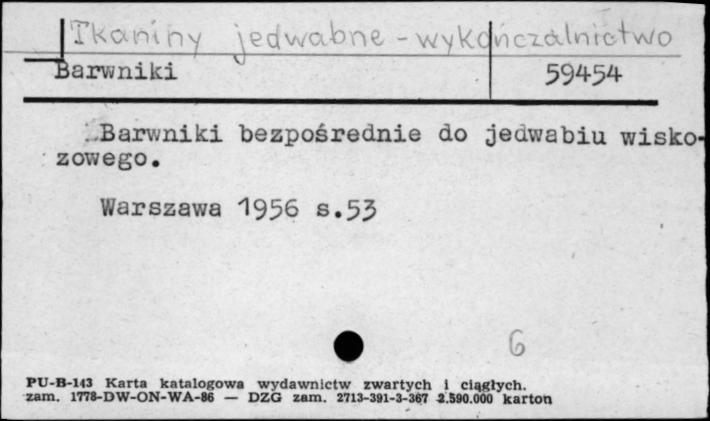 Tkaniny jedwabne - wykończalnictwo
Barwniki 59454
Barwniki bezpośrednie do jedwabiu wisko-
zowego.
Warszawa 1956 s.53
6
PU-B-143 Karta katalogowa wydawnictw zwartych i ciągłych.
zam. 1778-DW-ON-WA-86 — DZG zam. 2713-391-3-367 2.590.000 karton